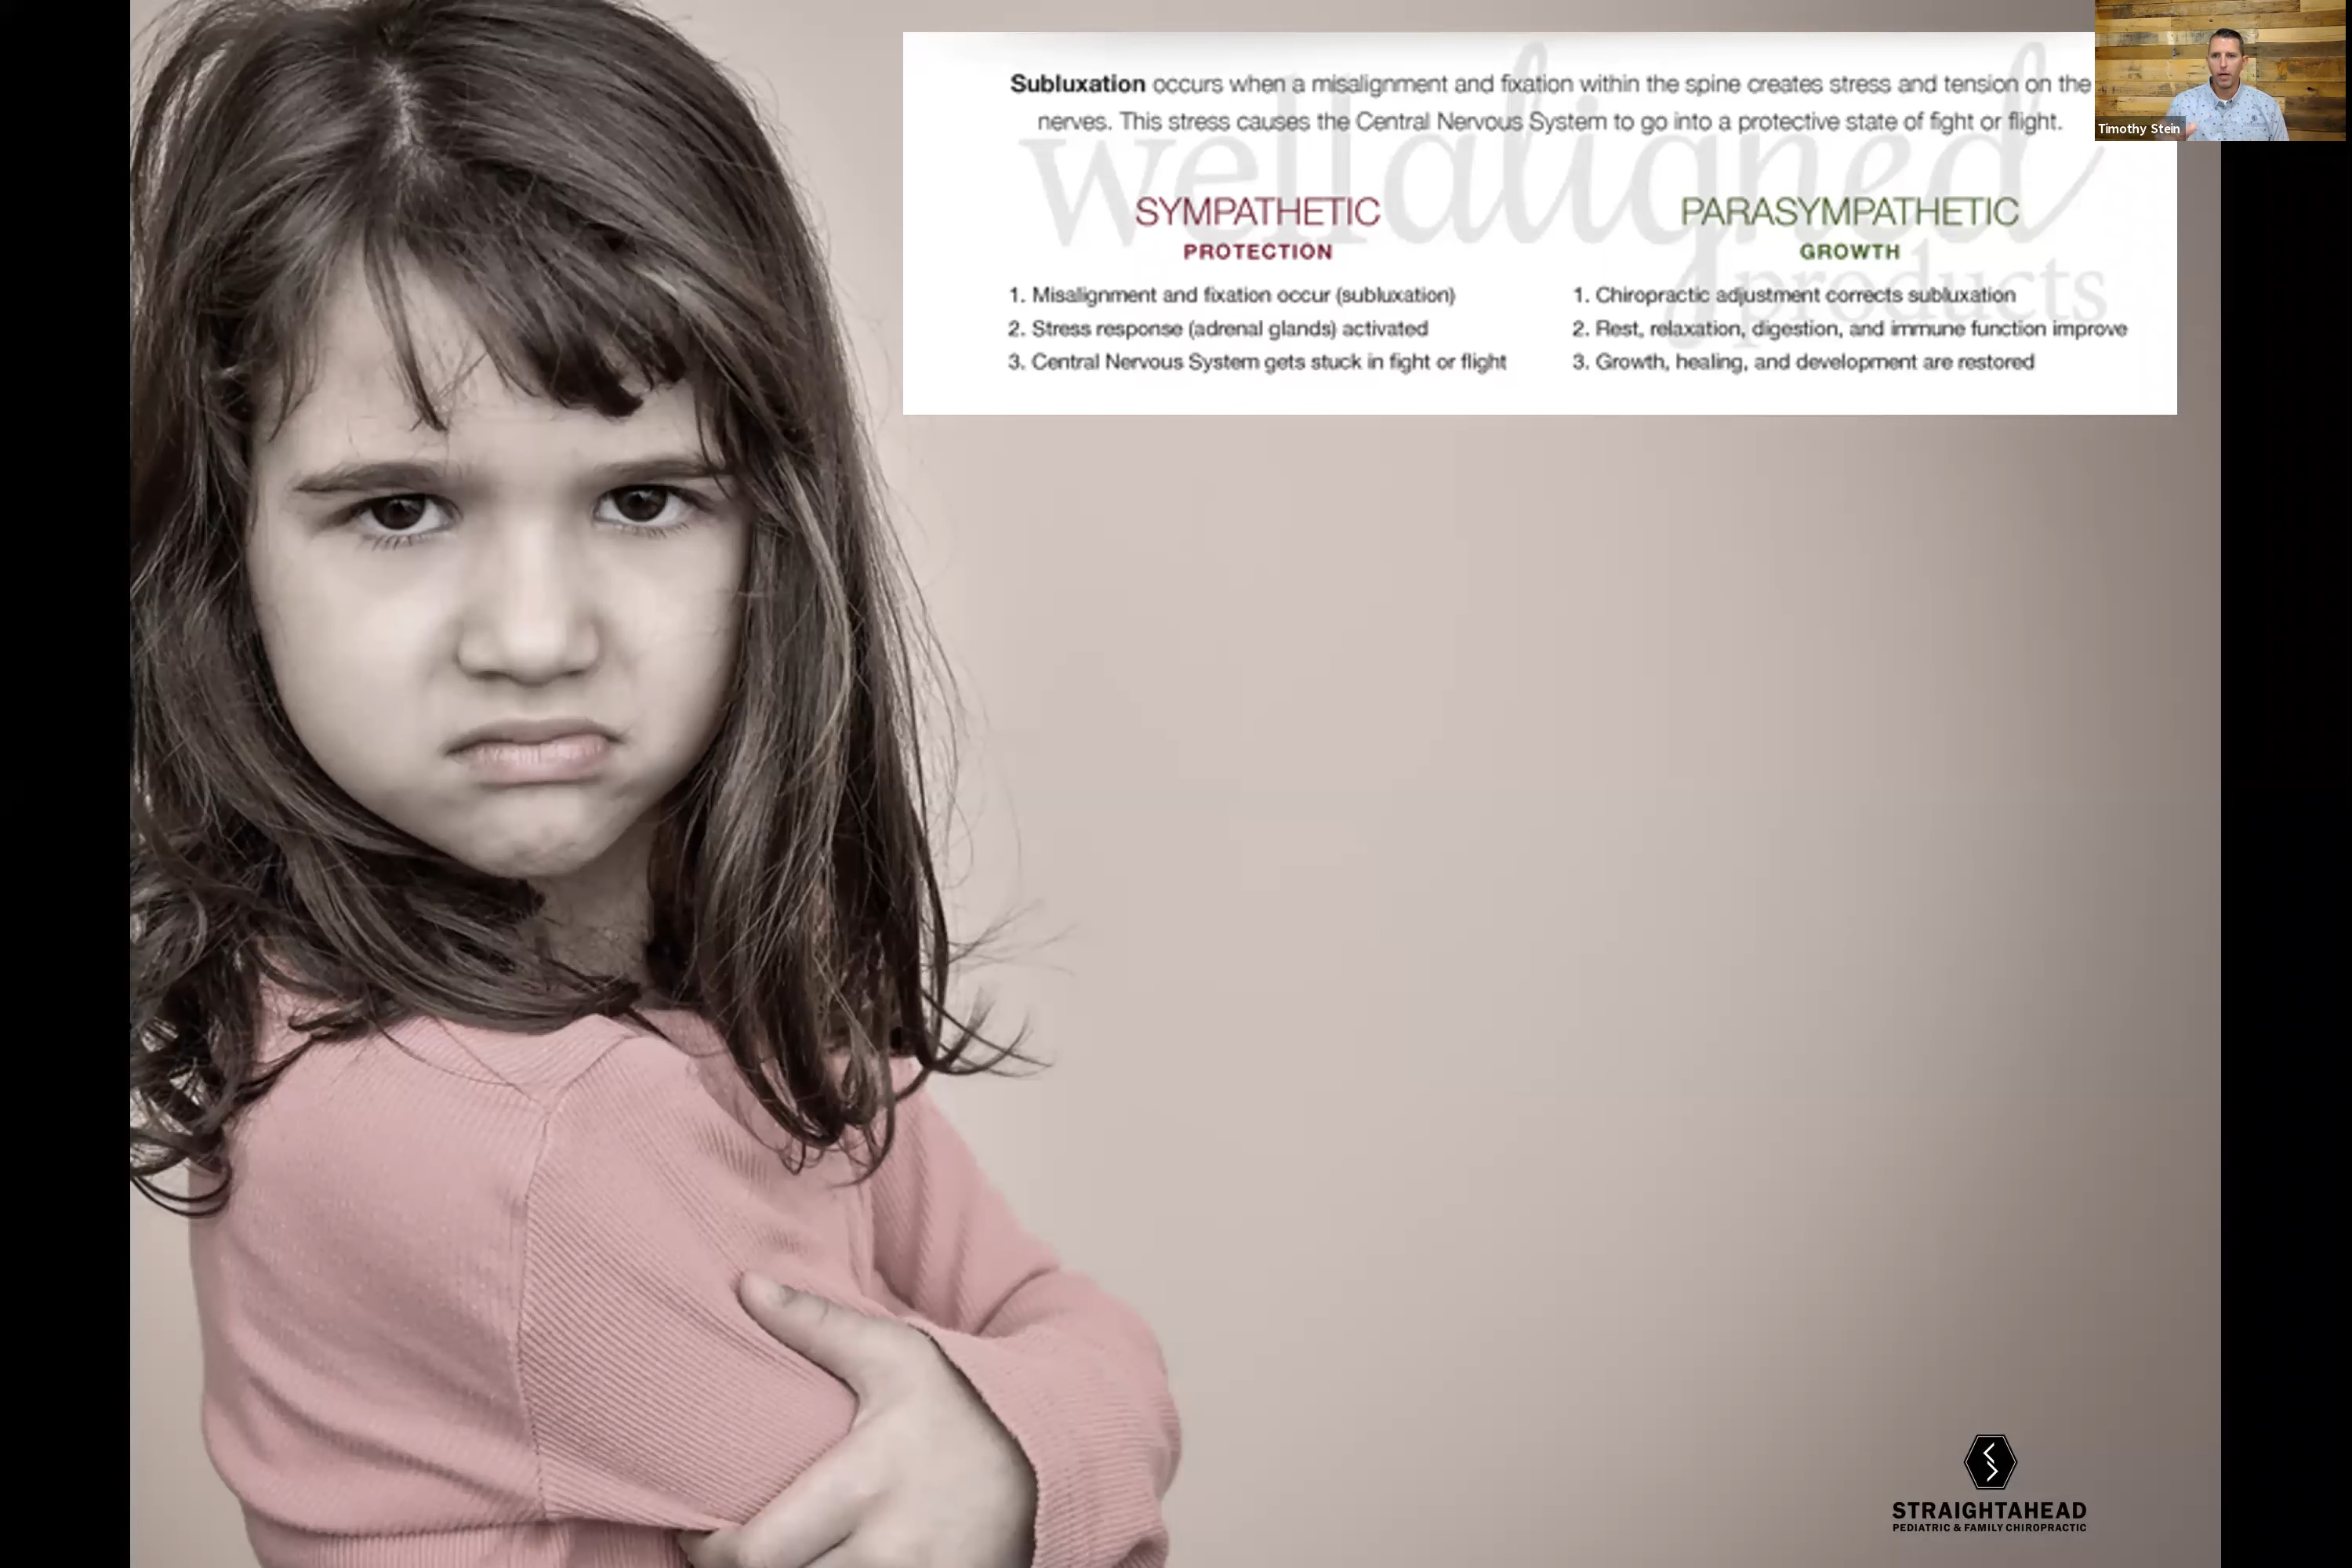 Subluxation occurs when a misalignment and fixation within the spine creates stress and tension on the
nerves. This stress causes the Central Nervous System to go into a protective state of fight or flight.
wellaligned
products
SYMPATHETIC
PROTECTION
1. Misalignment and fixation occur (subluxation)
2. Stress response (adrenal glands) activated
3. Central Nervous System gets stuck in fight or flight
PARASYMPATHETIC
GROWTH
1. Chiropractic adjustment corrects subluxation
2. Rest, relaxation, digestion, and immune function improve
3. Growth, healing, and development are restored
Timothy Stein
STRAIGHTAHEAD
PEDIATRIC & FAMILY CHIROPRACTIC